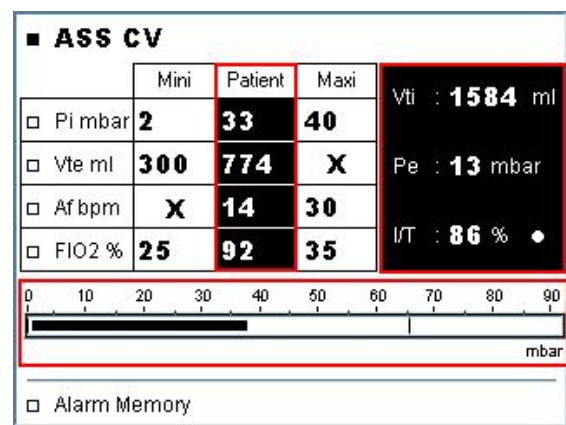 ■ ASS CV
Mini Patient Maxi
□ Pi mbar 2 33 40
□ Vte ml 300 774 X
□ Af bpm X 14 30
□ FIO2 % 25 92 35
Vti : 1584 ml
Pe : 13 mbar
I/T : 86 % ●
0 10 20 30 40 50 60 70 80 90
mbar
□ Alarm Memory